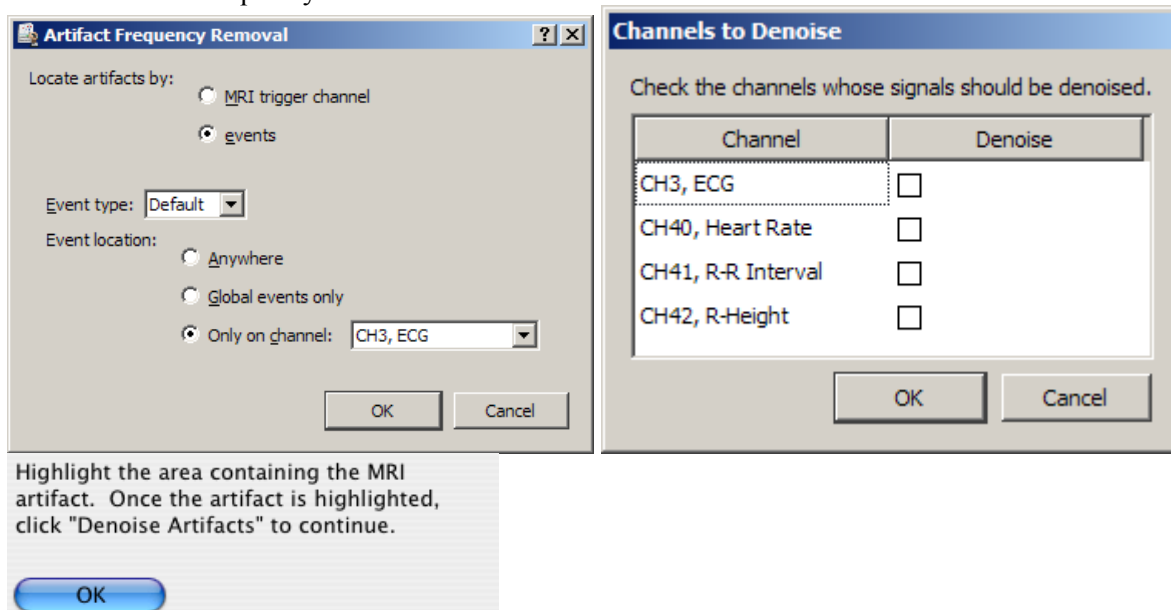 Artifact Frequency Removal
Locate artifacts by:
MRI trigger channel
events
Event type: Default
Event location:
Anywhere
Global events only
Only on channel: CH3, ECG
OK Cancel
Channels to Denoise
Check the channels whose signals should be denoised.
Channel Denoise
CH3, ECG
CH40, Heart Rate
CH41, R-R Interval
CH42, R-Height
OK Cancel
Highlight the area containing the MRI
artifact. Once the artifact is highlighted,
click "Denoise Artifacts" to continue.
OK